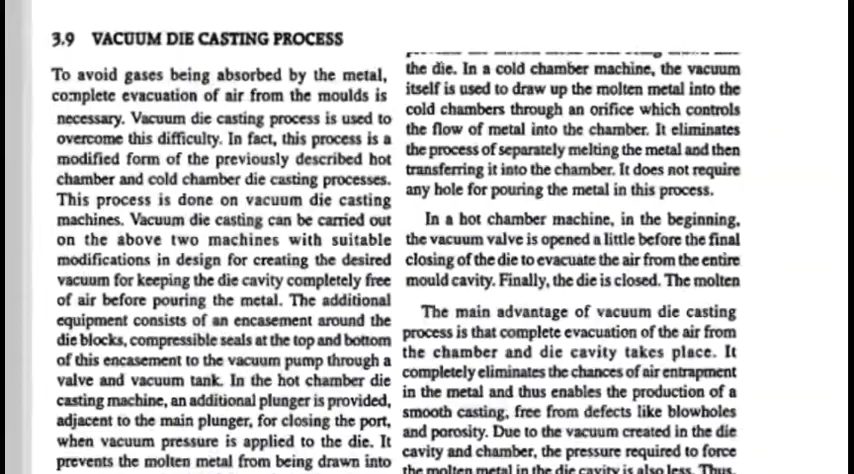 3.9 VACUUM DIE CASTING PROCESS
To avoid gases being absorbed by the metal,
complete evacuation of air from the moulds is
necessary. Vacuum die casting process is used to
overcome this difficulty. In fact, this process is a
modified form of the previously described hot
chamber and cold chamber die casting processes.
This process is done on vacuum die casting
machines. Vacuum die casting can be carried out
on the above two machines with suitable
modifications in design for creating the desired
vacuum for keeping the die cavity completely free
of air before pouring the metal. The additional
equipment consists of an encasement around the
die blocks, compressible seals at the top and bottom
of this encasement to the vacuum pump through a
valve and vacuum tank. In the hot chamber die
casting machine, an additional plunger is provided,
adjacent to the main plunger, for closing the port,
when vacuum pressure is applied to the die. It
prevents the molten metal from being drawn into
the die. In a cold chamber machine, the vacuum
itself is used to draw up the molten metal into the
cold chambers through an orifice which controls
the flow of metal into the chamber. It eliminates
the process of separately melting the metal and then
transferring it into the chamber. It does not require
any hole for pouring the metal in this process.
In a hot chamber machine, in the beginning,
the vacuum valve is opened a little before the final
closing of the die to evacuate the air from the entire
mould cavity. Finally, the die is closed. The molten
The main advantage of vacuum die casting
process is that complete evacuation of the air from
the chamber and die cavity takes place. It
completely eliminates the chances of air entrapment
in the metal and thus enables the production of a
smooth casting, free from defects like blowholes
and porosity. Due to the vacuum created in the die
cavity and chamber, the pressure required to force
the molten metal in the die cavity is also less. Thus,